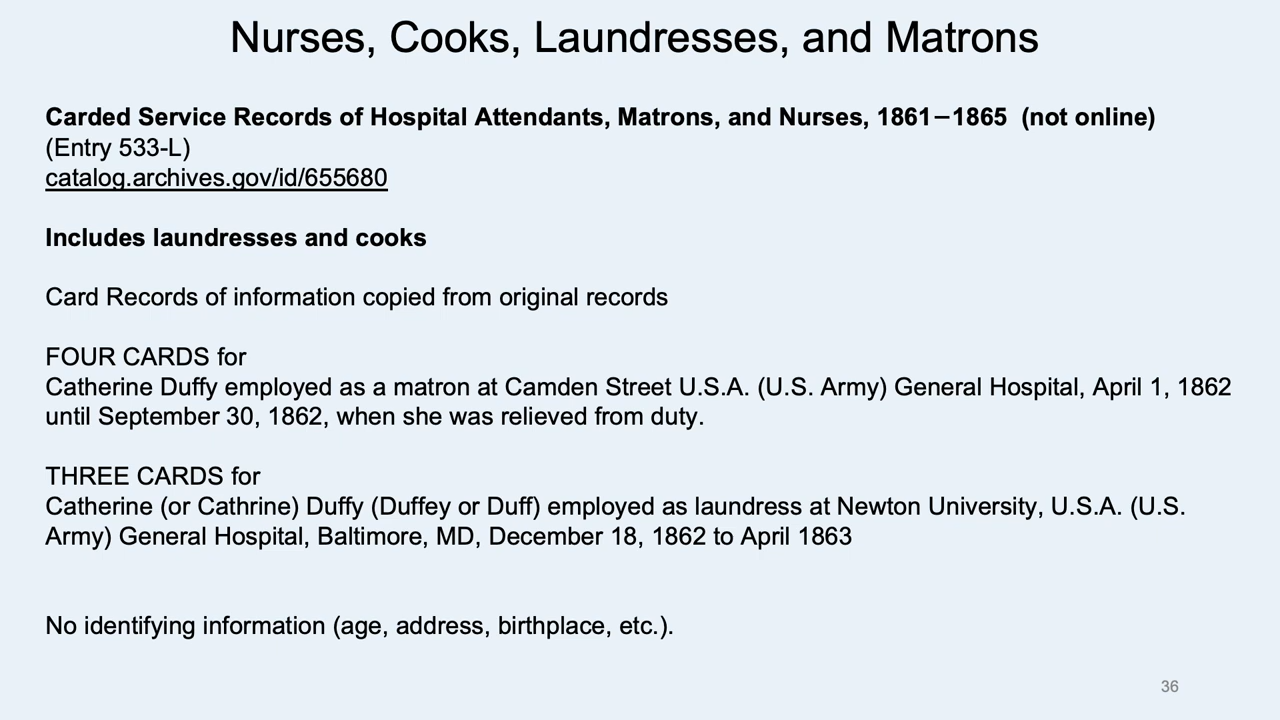 Nurses, Cooks, Laundresses, and Matrons
Carded Service Records of Hospital Attendants, Matrons, and Nurses, 1861–1865 (not online)
(Entry 533-L)
catalog.archives.gov/id/655680
Includes laundresses and cooks
Card Records of information copied from original records
FOUR CARDS for
Catherine Duffy employed as a matron at Camden Street U.S.A. (U.S. Army) General Hospital, April 1, 1862
until September 30, 1862, when she was relieved from duty.
THREE CARDS for
Catherine (or Cathrine) Duffy (Duffey or Duff) employed as laundress at Newton University, U.S.A. (U.S.
Army) General Hospital, Baltimore, MD, December 18, 1862 to April 1863
No identifying information (age, address, birthplace, etc.).
36